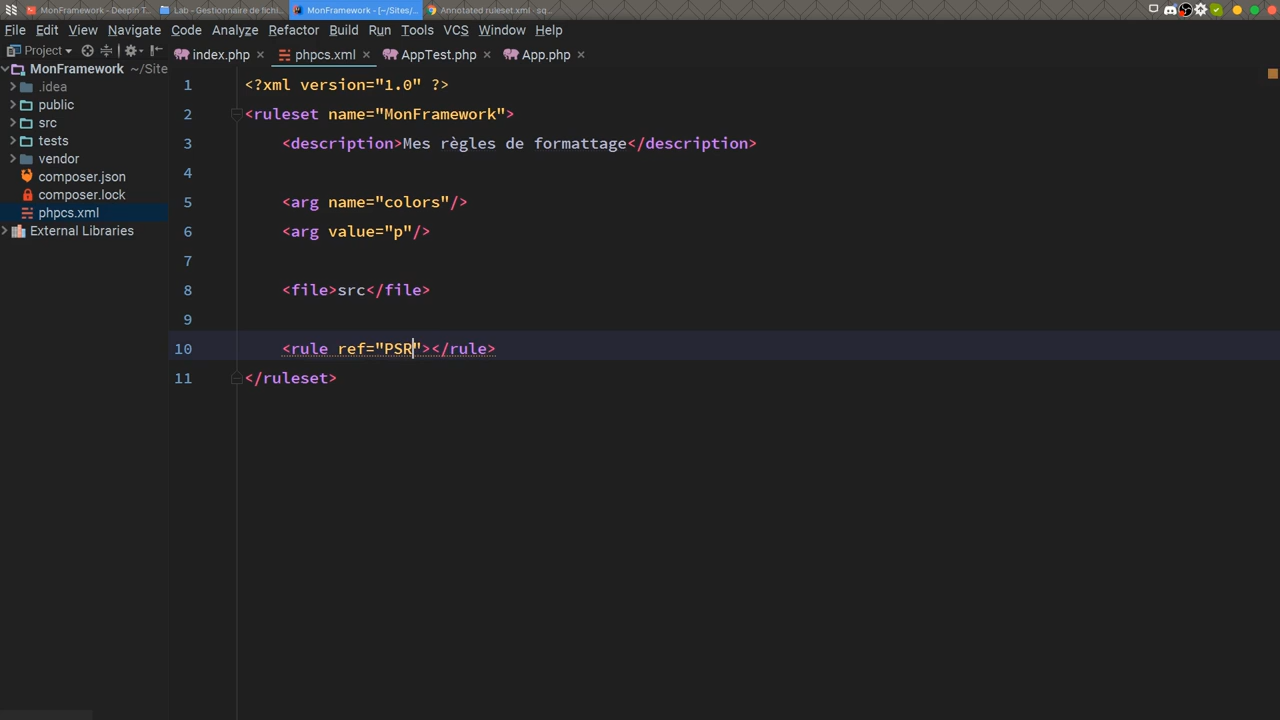 MonFramework - Deepin T...
Lab - Gestionnaire de fichi...
MonFramework - [~/Sites/...
Annotated ruleset.xml · sq...
File Edit View Navigate Code Analyze Refactor Build Run Tools VCS Window Help
Project
index.php
phpcs.xml
AppTest.php
App.php
MonFramework ~/Site
.idea
public
src
tests
vendor
composer.json
composer.lock
phpcs.xml
External Libraries
1 <?xml version="1.0" ?>
2 <ruleset name="MonFramework">
3 <description>Mes règles de formattage</description>
4
5 <arg name="colors"/>
6 <arg value="p"/>
7
8 <file>src</file>
9
10 <rule ref="PSR"></rule>
11 </ruleset>